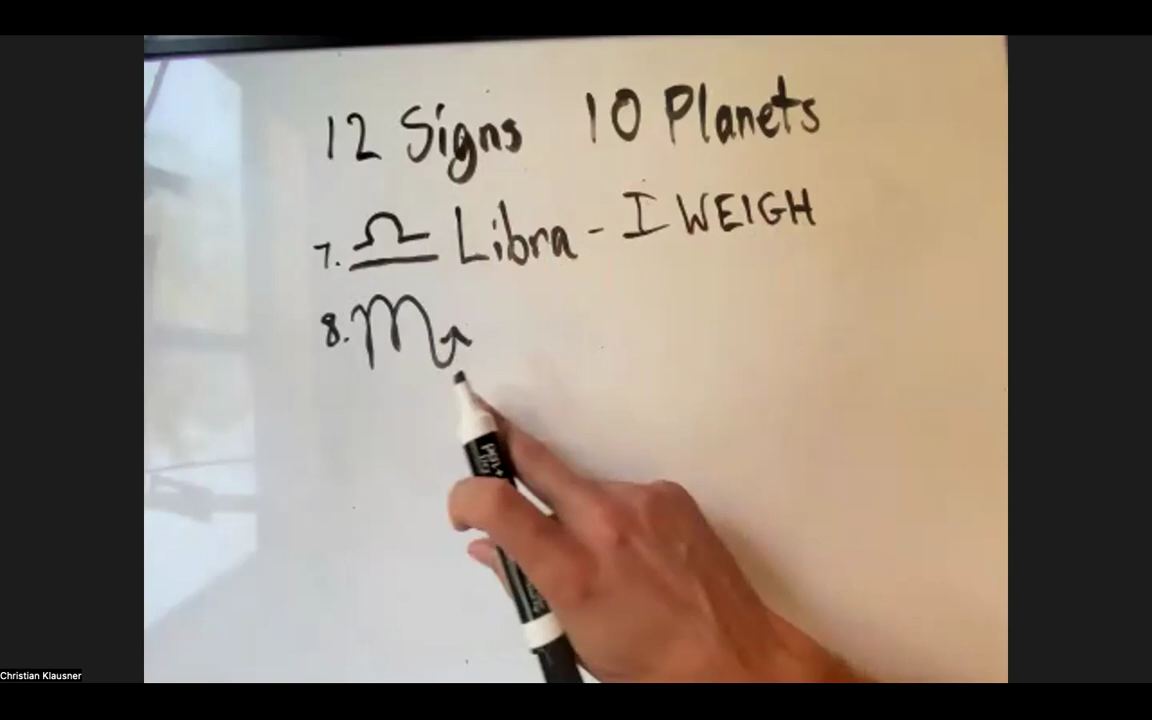 12 Signs 10 Planets
7. ♎ Libra - I WEIGH
8. ♏
Christian Klausner